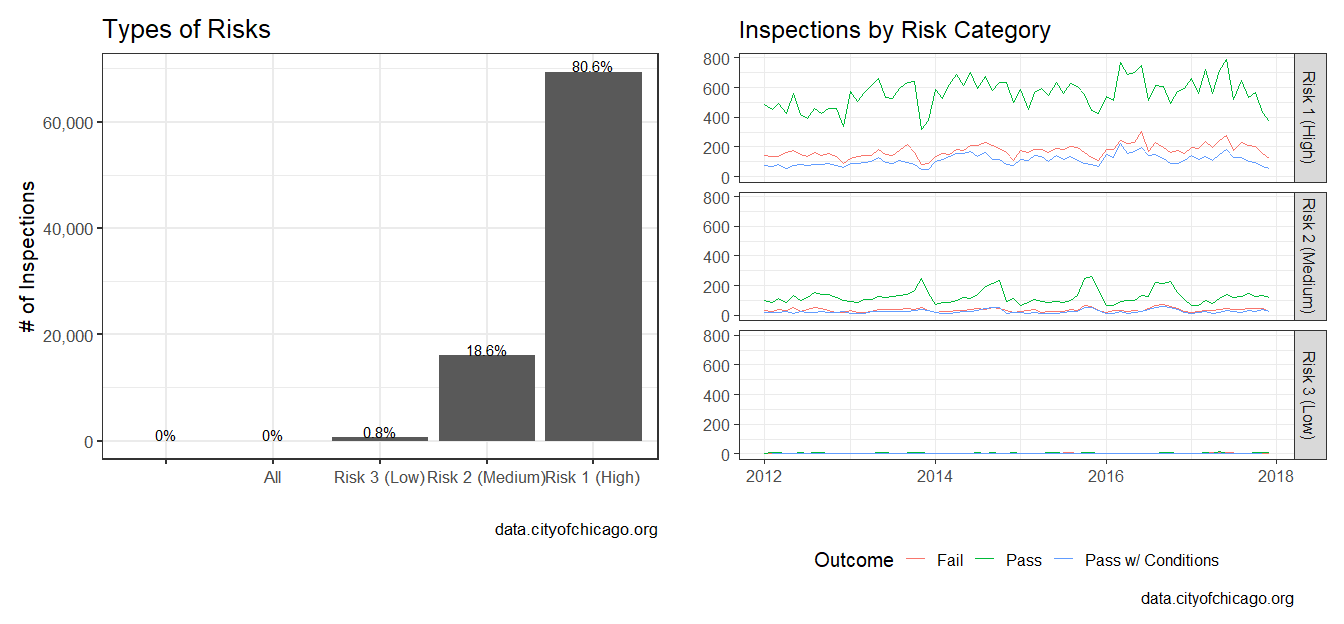 Types of Risks
80.6%
60,000
40,000
18.6%
20,000
0.8%
0%
0%
0
# of Inspections
All
Risk 3 (Low)
Risk 2 (Medium)
Risk 1 (High)
data.cityofchicago.org
Inspections by Risk Category
800
600
400
200
0
Risk 1 (High)
800
600
400
200
0
Risk 2 (Medium)
800
600
400
200
0
Risk 3 (Low)
2012
2014
2016
2018
Outcome Fail Pass Pass w/ Conditions
data.cityofchicago.org